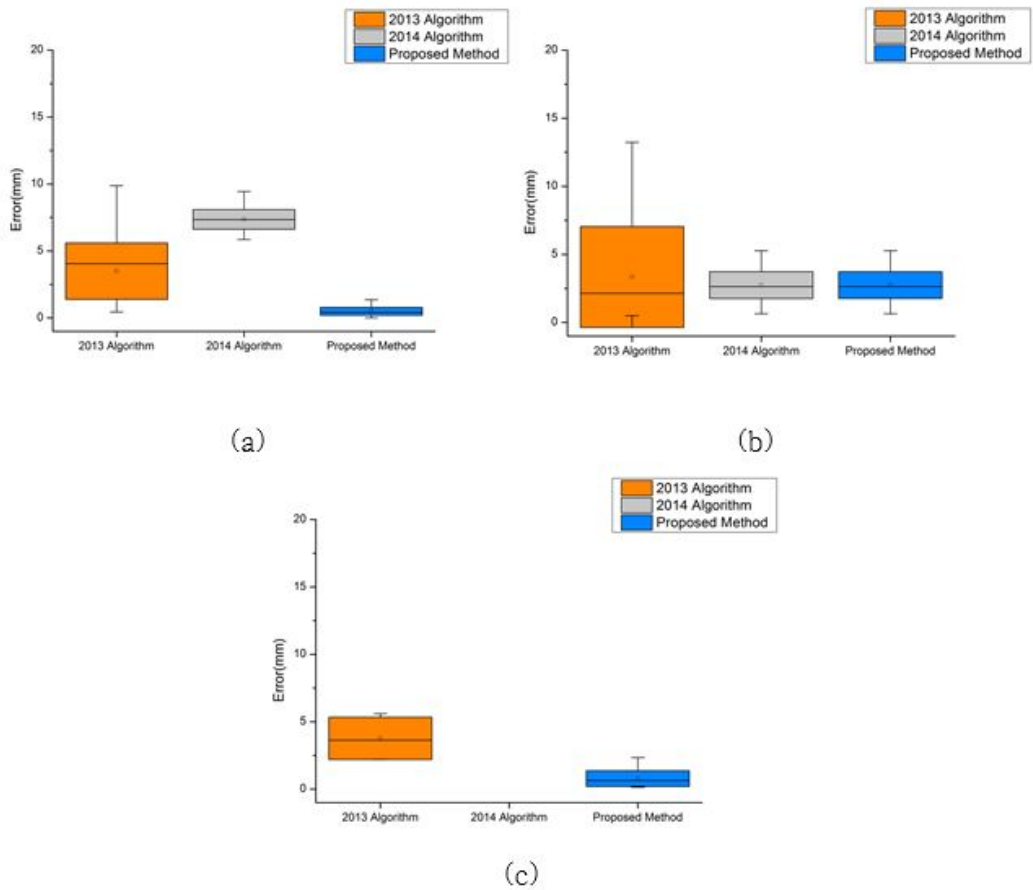 2013 Algorithm
2014 Algorithm
Proposed Method
20
15
10
5
0
Error(mm)
2013 Algorithm 2014 Algorithm Proposed Method
(a)
2013 Algorithm
2014 Algorithm
Proposed Method
20
15
10
5
0
Error(mm)
2013 Algorithm 2014 Algorithm Proposed Method
(b)
2013 Algorithm
2014 Algorithm
Proposed Method
20
15
10
5
0
Error(mm)
2013 Algorithm 2014 Algorithm Proposed Method
(c)